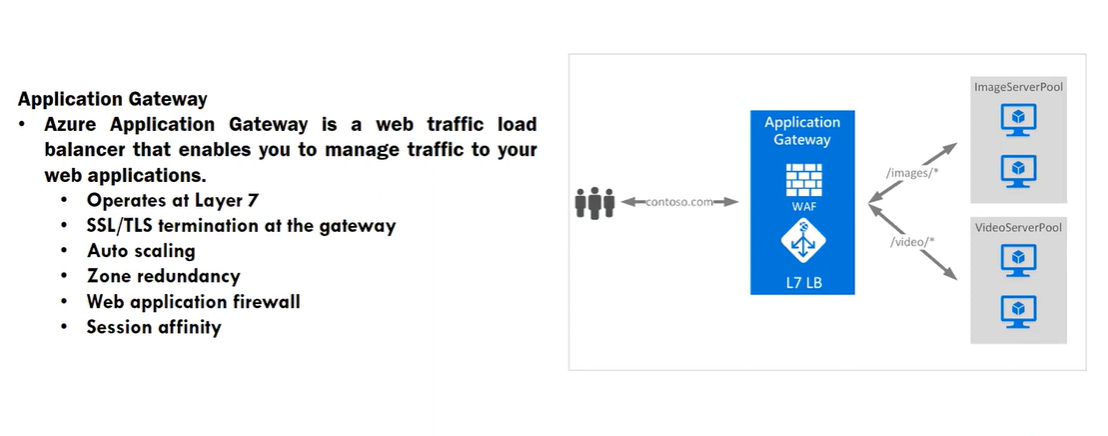 Application Gateway
• Azure Application Gateway is a web traffic load
balancer that enables you to manage traffic to your
web applications.
• Operates at Layer 7
• SSL/TLS termination at the gateway
• Auto scaling
• Zone redundancy
• Web application firewall
• Session affinity
contoso.com
Application
Gateway
WAF
L7 LB
/images/*
/video/*
ImageServerPool
VideoServerPool